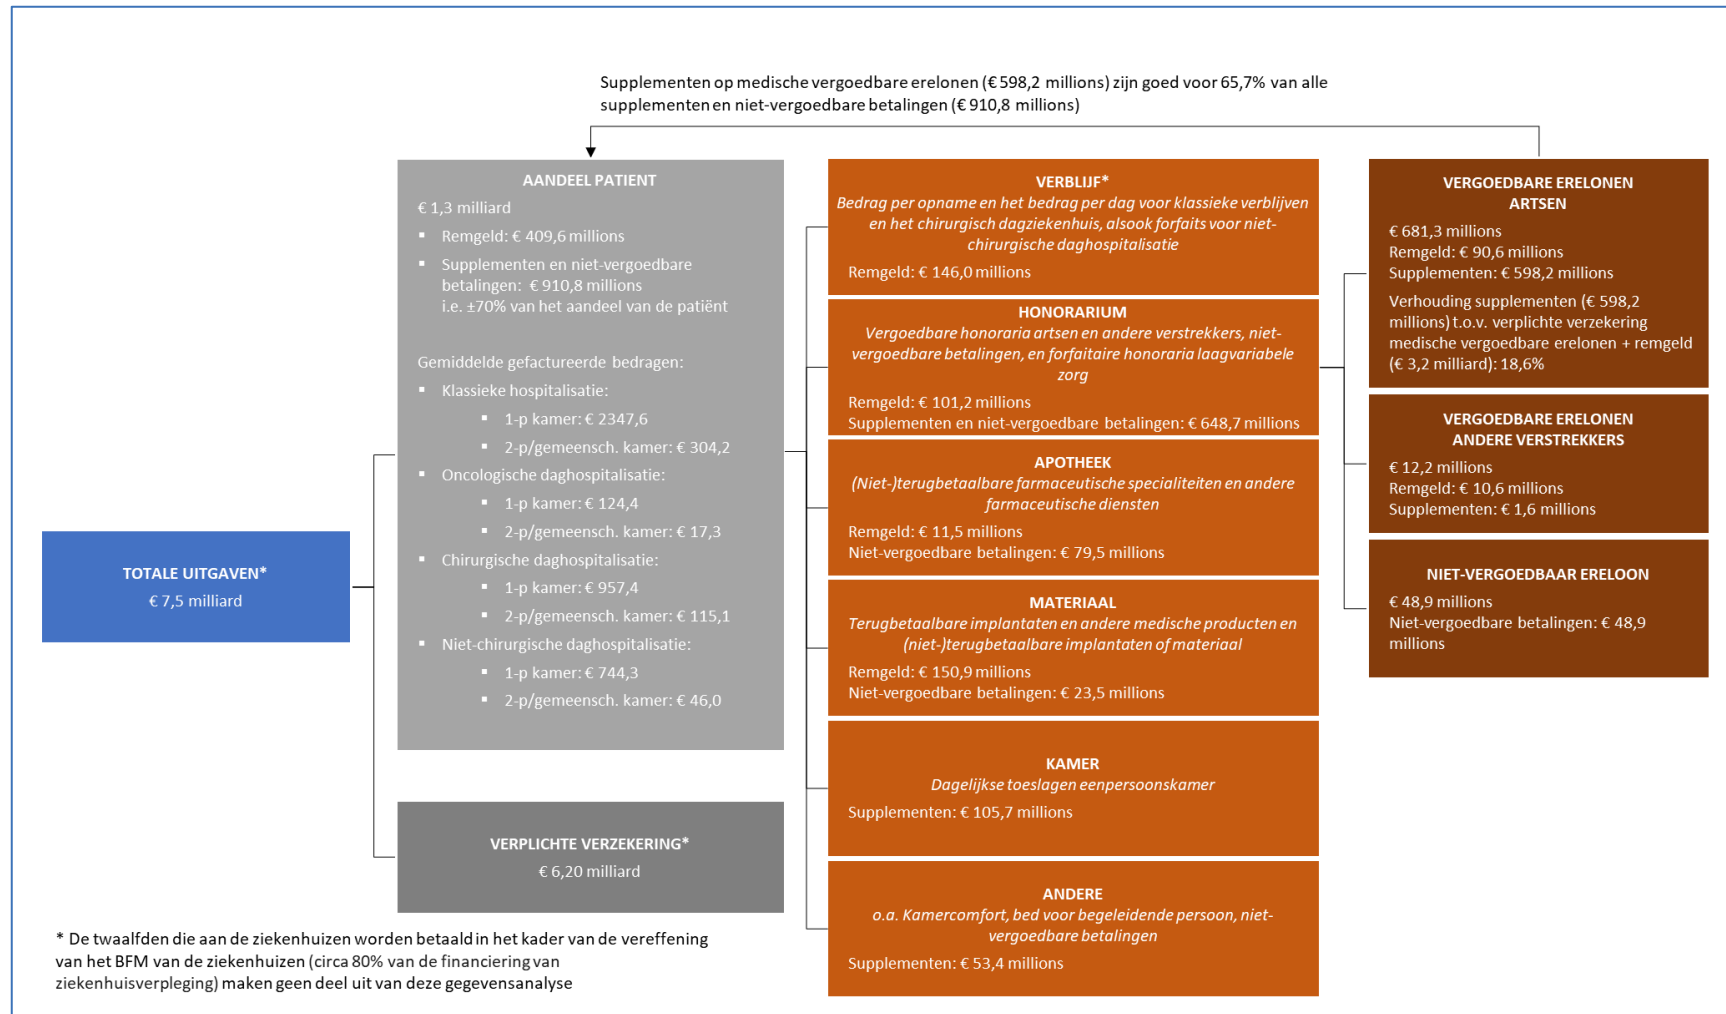 Supplementen op medische vergoedbare erelonen (€ 598,2 millions) zijn goed voor 65,7% van alle
supplementen en niet-vergoedbare betalingen (€ 910,8 millions)
TOTALE UITGAVEN*
€ 7,5 milliard
AANDEEL PATIENT
€ 1,3 milliard
▪ Remgeld: € 409,6 millions
▪ Supplementen en niet-vergoedbare
betalingen: € 910,8 millions
i.e. ±70% van het aandeel van de patiënt
Gemiddelde gefactureerde bedragen:
▪ Klassieke hospitalisatie:
▪ 1-p kamer: € 2347,6
▪ 2-p/gemeensch. kamer: € 304,2
▪ Oncologische daghospitalisatie:
▪ 1-p kamer: € 124,4
▪ 2-p/gemeensch. kamer: € 17,3
▪ Chirurgische daghospitalisatie:
▪ 1-p kamer: € 957,4
▪ 2-p/gemeensch. kamer: € 115,1
▪ Niet-chirurgische daghospitalisatie:
▪ 1-p kamer: € 744,3
▪ 2-p/gemeensch. kamer: € 46,0
VERPLICHTE VERZEKERING*
€ 6,20 milliard
VERBLIJF*
Bedrag per opname en het bedrag per dag voor klassieke verblijven
en het chirurgisch dagziekenhuis, alsook forfaits voor niet-
chirurgische daghospitalisatie
Remgeld: € 146,0 millions
HONORARIUM
Vergoedbare honoraria artsen en andere verstrekkers, niet-
vergoedbare betalingen, en forfaitaire honoraria laagvariabele
zorg
Remgeld: € 101,2 millions
Supplementen en niet-vergoedbare betalingen: € 648,7 millions
APOTHEEK
(Niet-)terugbetaalbare farmaceutische specialiteiten en andere
farmaceutische diensten
Remgeld: € 11,5 millions
Niet-vergoedbare betalingen: € 79,5 millions
MATERIAAL
Terugbetaalbare implantaten en andere medische producten en
(niet-)terugbetaalbare implantaten of materiaal
Remgeld: € 150,9 millions
Niet-vergoedbare betalingen: € 23,5 millions
KAMER
Dagelijkse toeslagen eenpersoonskamer
Supplementen: € 105,7 millions
ANDERE
o.a. Kamercomfort, bed voor begeleidende persoon, niet-
vergoedbare betalingen
Supplementen: € 53,4 millions
VERGOEDBARE ERELONEN
ARTSEN
€ 681,3 millions
Remgeld: € 90,6 millions
Supplementen: € 598,2 millions
Verhouding supplementen (€ 598,2
millions) t.o.v. verplichte verzekering
medische vergoedbare erelonen + remgeld
(€ 3,2 milliard): 18,6%
VERGOEDBARE ERELONEN
ANDERE VERSTREKKERS
€ 12,2 millions
Remgeld: € 10,6 millions
Supplementen: € 1,6 millions
NIET-VERGOEDBAAR ERELOON
€ 48,9 millions
Niet-vergoedbare betalingen: € 48,9
millions
* De twaalfden die aan de ziekenhuizen worden betaald in het kader van de vereffening
van het BFM van de ziekenhuizen (circa 80% van de financiering van
ziekenhuisverpleging) maken geen deel uit van deze gegevensanalyse